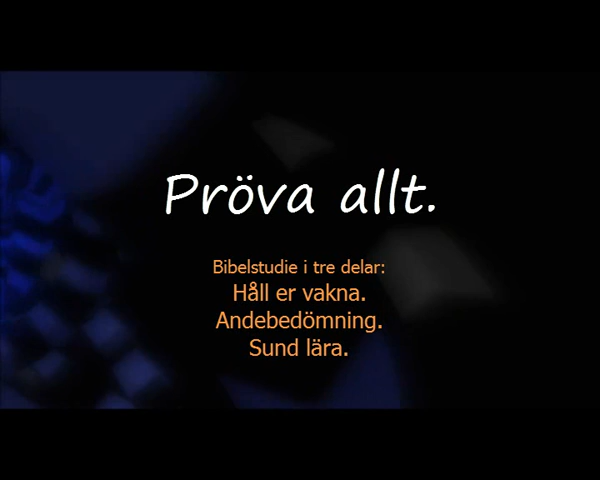 Pröva allt.
Bibelstudie i tre delar:
Håll er vakna.
Andebedömning.
Sund lära.